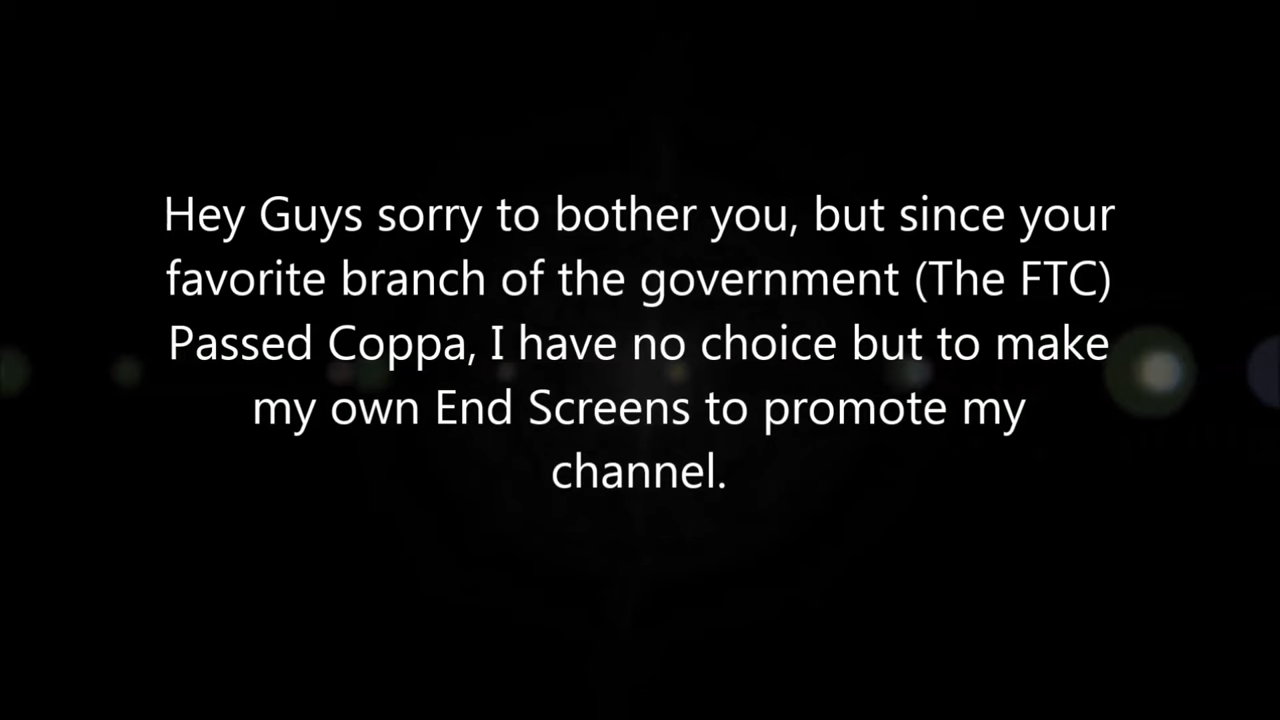 Hey Guys sorry to bother you, but since your
favorite branch of the government (The FTC)
Passed Coppa, I have no choice but to make
my own End Screens to promote my
channel.